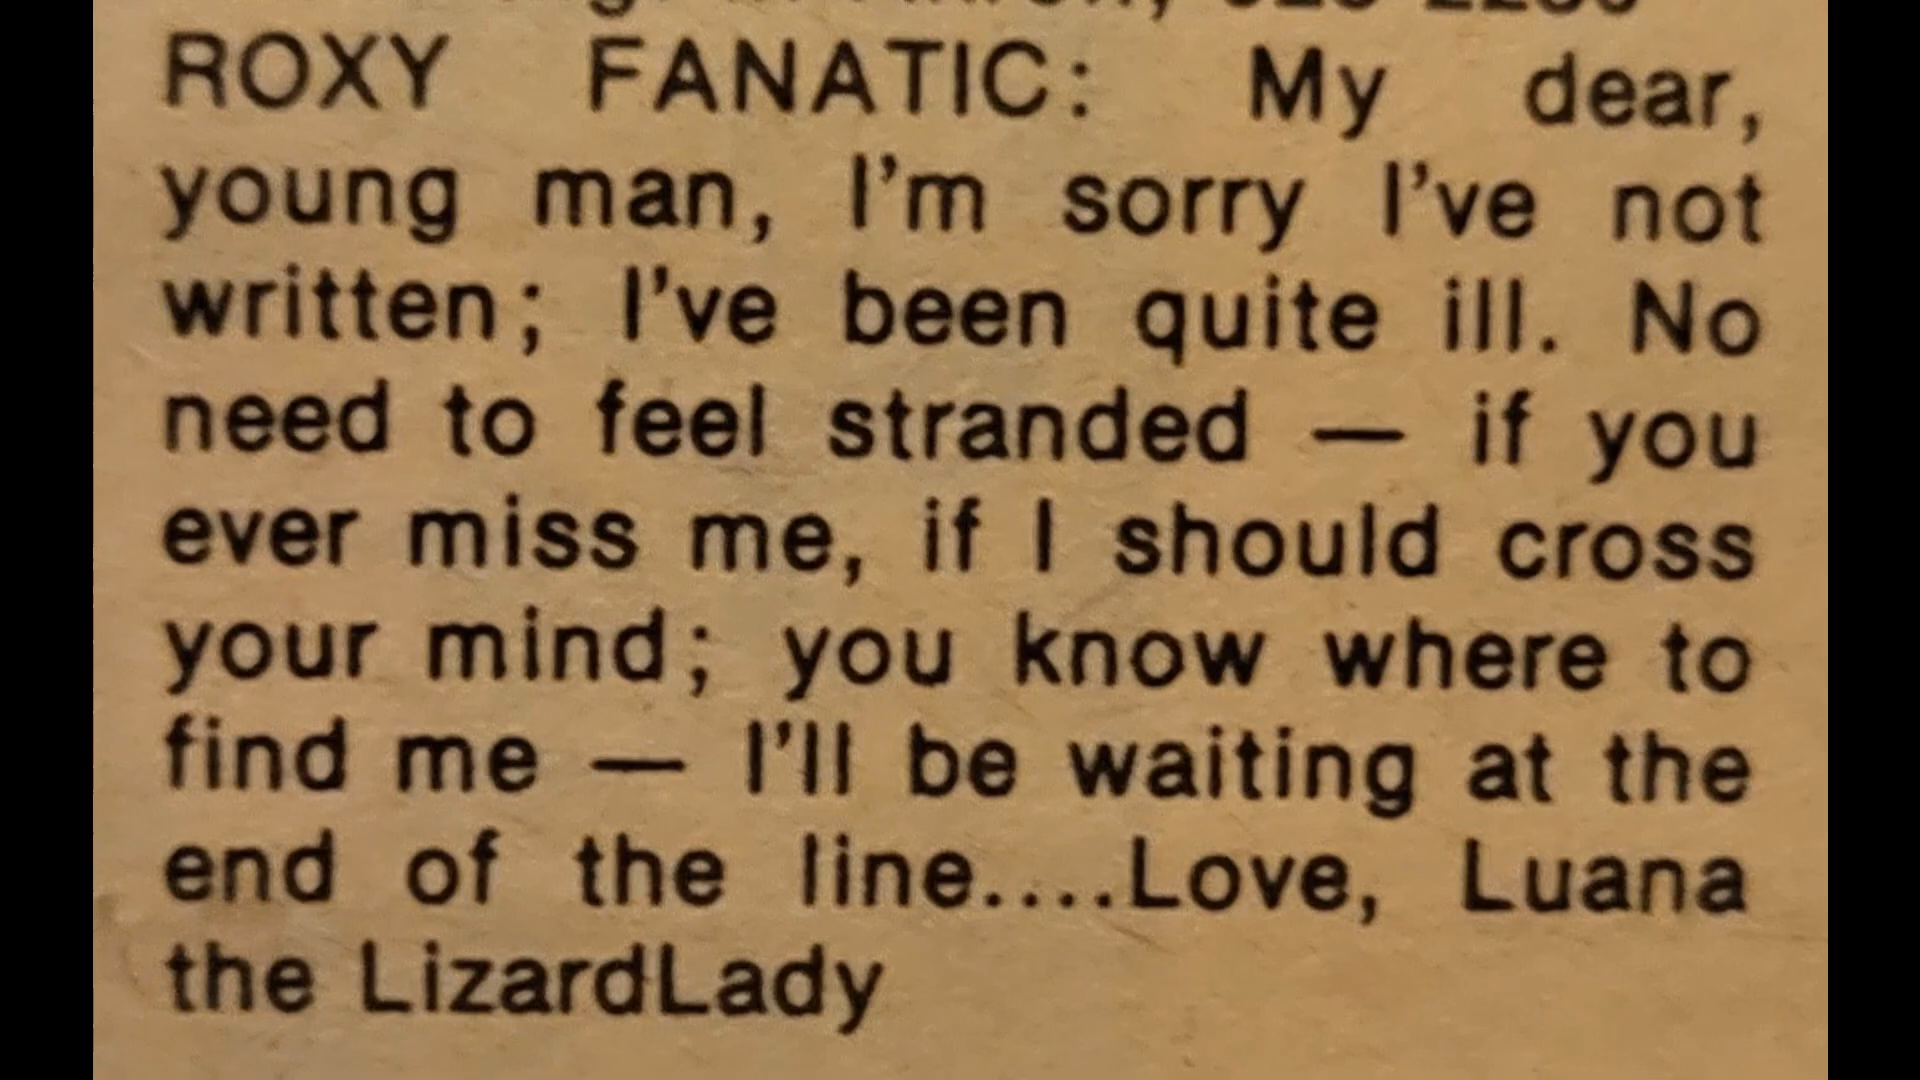 ROXY FANATIC: My dear,
young man, I'm sorry I've not
written; I've been quite ill. No
need to feel stranded — if you
ever miss me, if I should cross
your mind; you know where to
find me — I'll be waiting at the
end of the line....Love, Luana
the LizardLady